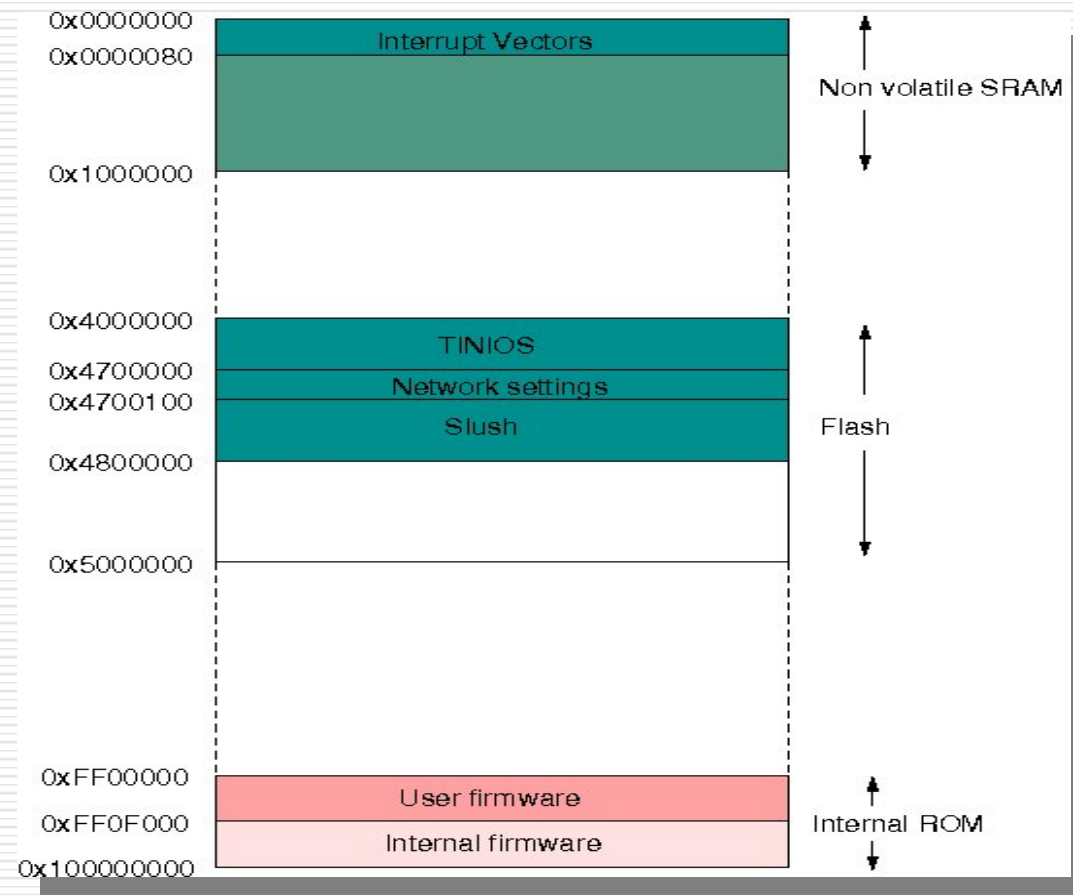 0x0000000
Interrupt Vectors
0x0000080
Non volatile SRAM
0x1000000
0x4000000
TINIOS
0x4700000
Network settings
0x4700100
Slush
Flash
0x4800000
0x5000000
0xFF00000
User firmware
0xFF0F000
Internal ROM
Internal firmware
0x100000000